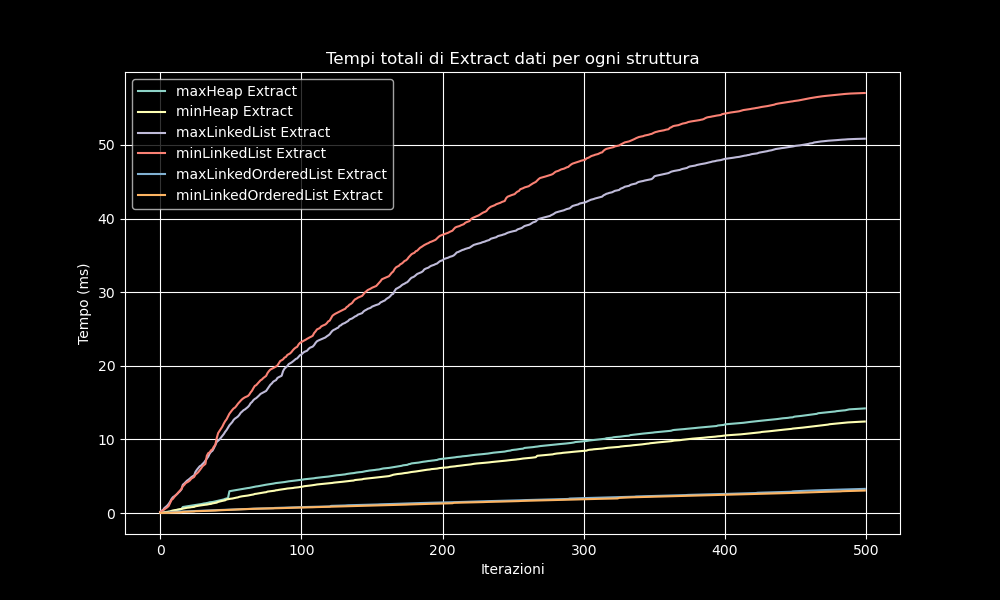 Tempi totali di Extract dati per ogni struttura
maxHeap Extract
minHeap Extract
maxLinkedList Extract
minLinkedList Extract
maxLinkedOrderedList Extract
minLinkedOrderedList Extract
Tempo (ms)
50
40
30
20
10
0
0 100 200 300 400 500
Iterazioni